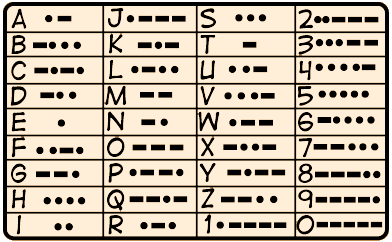 A •– J •––– S ••• 2 ••–––
B –••• K –•– T – 3 •••––
C –•–• L •–•• U ••– 4 ••••–
D –•• M –– V •••– 5 •••••
E • N –• W •–– 6 –••••
F ••–• O ––– X –••– 7 ––•••
G ––• P •––• Y –•–– 8 –––••
H •••• Q ––•– Z ––•• 9 ––––•
I •• R •–• 1 •–––– 0 –––––